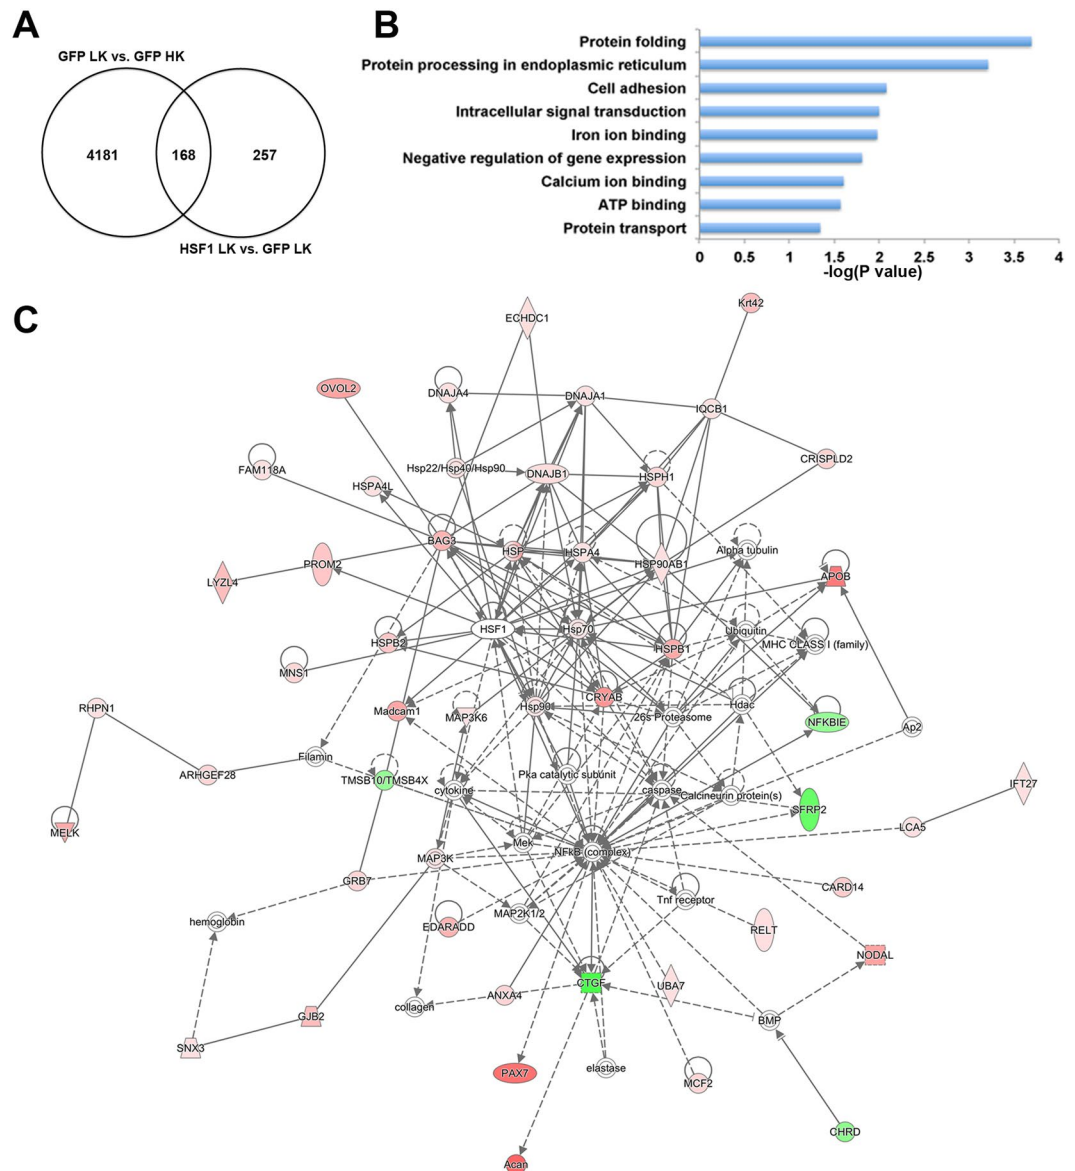 A
B
GFP LK vs. GFP HK
4181
168
257
HSF1 LK vs. GFP LK
Protein folding
Protein processing in endoplasmic reticulum
Cell adhesion
Intracellular signal transduction
Iron ion binding
Negative regulation of gene expression
Calcium ion binding
ATP binding
Protein transport
0 0.5 1 1.5 2 2.5 3 3.5 4
-log(P value)
C
ECHDC1
Krt42
OVOL2
DNAJA4
DNAJA1
IQCB1
FAM118A
Hsp22/Hsp40/Hsp90
DNAJB1
HSPH1
CRISPLD2
HSPA4L
BAG3
HSP
HSPA4
HSP90AB1
Alpha tubulin
LYZL4
PROM2
APOB
HSF1
Hsp70
Ubiquitin
MHC CLASS I (family)
HSPB2
HSPB1
MNS1
RHPN1
Madcam1
MAP3K6
Hsp90
CRYAB
26s Proteasome
Hdac
NFKBIE
Ap2
Filamin
ARHGEF28
TMSB10/TMSB4X
cytokine
Pka catalytic subunit
caspase
Calcineurin protein(s)
SFRP2
IFT27
MELK
LCA5
Mek
NFkB (complex)
MAP3K
GRB7
CARD14
hemoglobin
EDARADD
MAP2K1/2
Tnf receptor
RELT
NODAL
CTGF
UBA7
ANXA4
collagen
GJB2
BMP
SNX3
PAX7
elastase
MCF2
CHRD
Acan